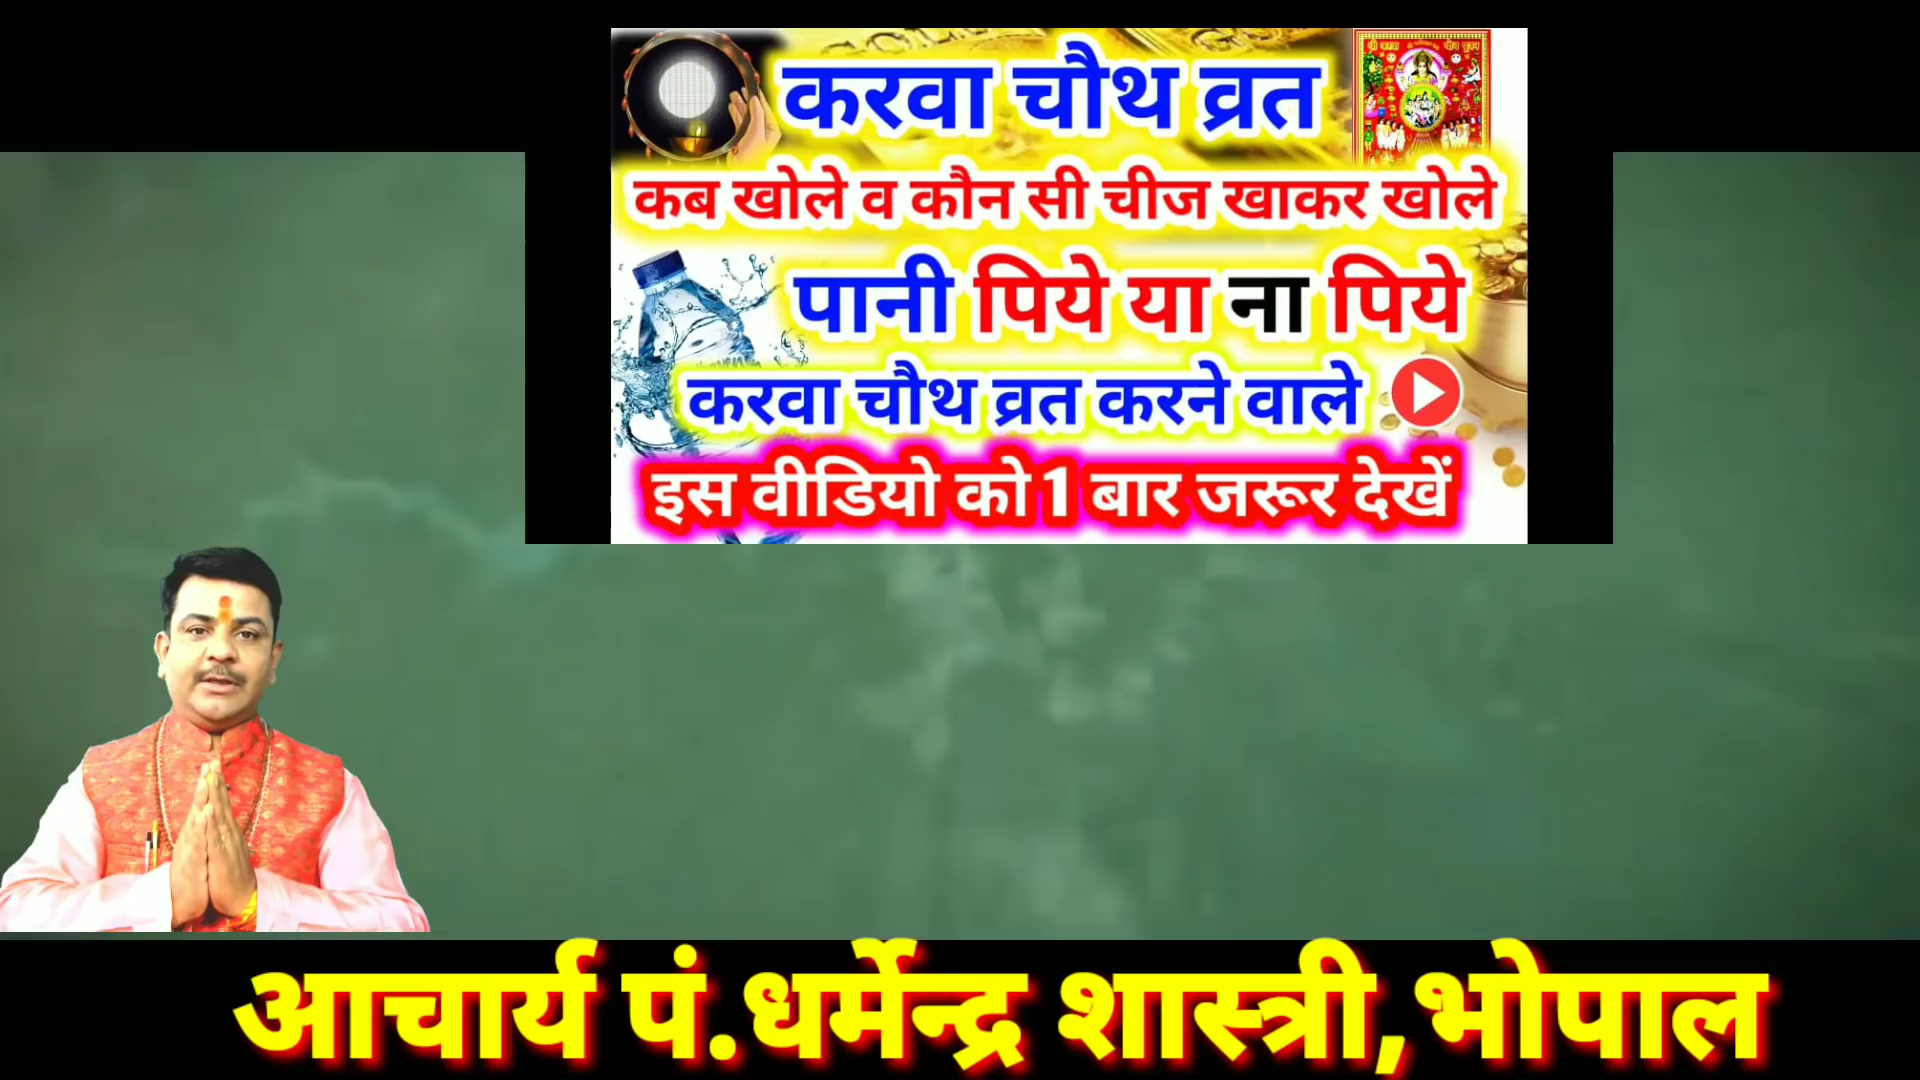 करवा चौथ व्रत
कब खोले व कौन सी चीज खाकर खोले
पानी पिये या ना पिये
करवा चौथ व्रत करने वाले
इस वीडियो को 1 बार जरूर देखें
आचार्य पं.धर्मेन्द्र शास्त्री,भोपाल